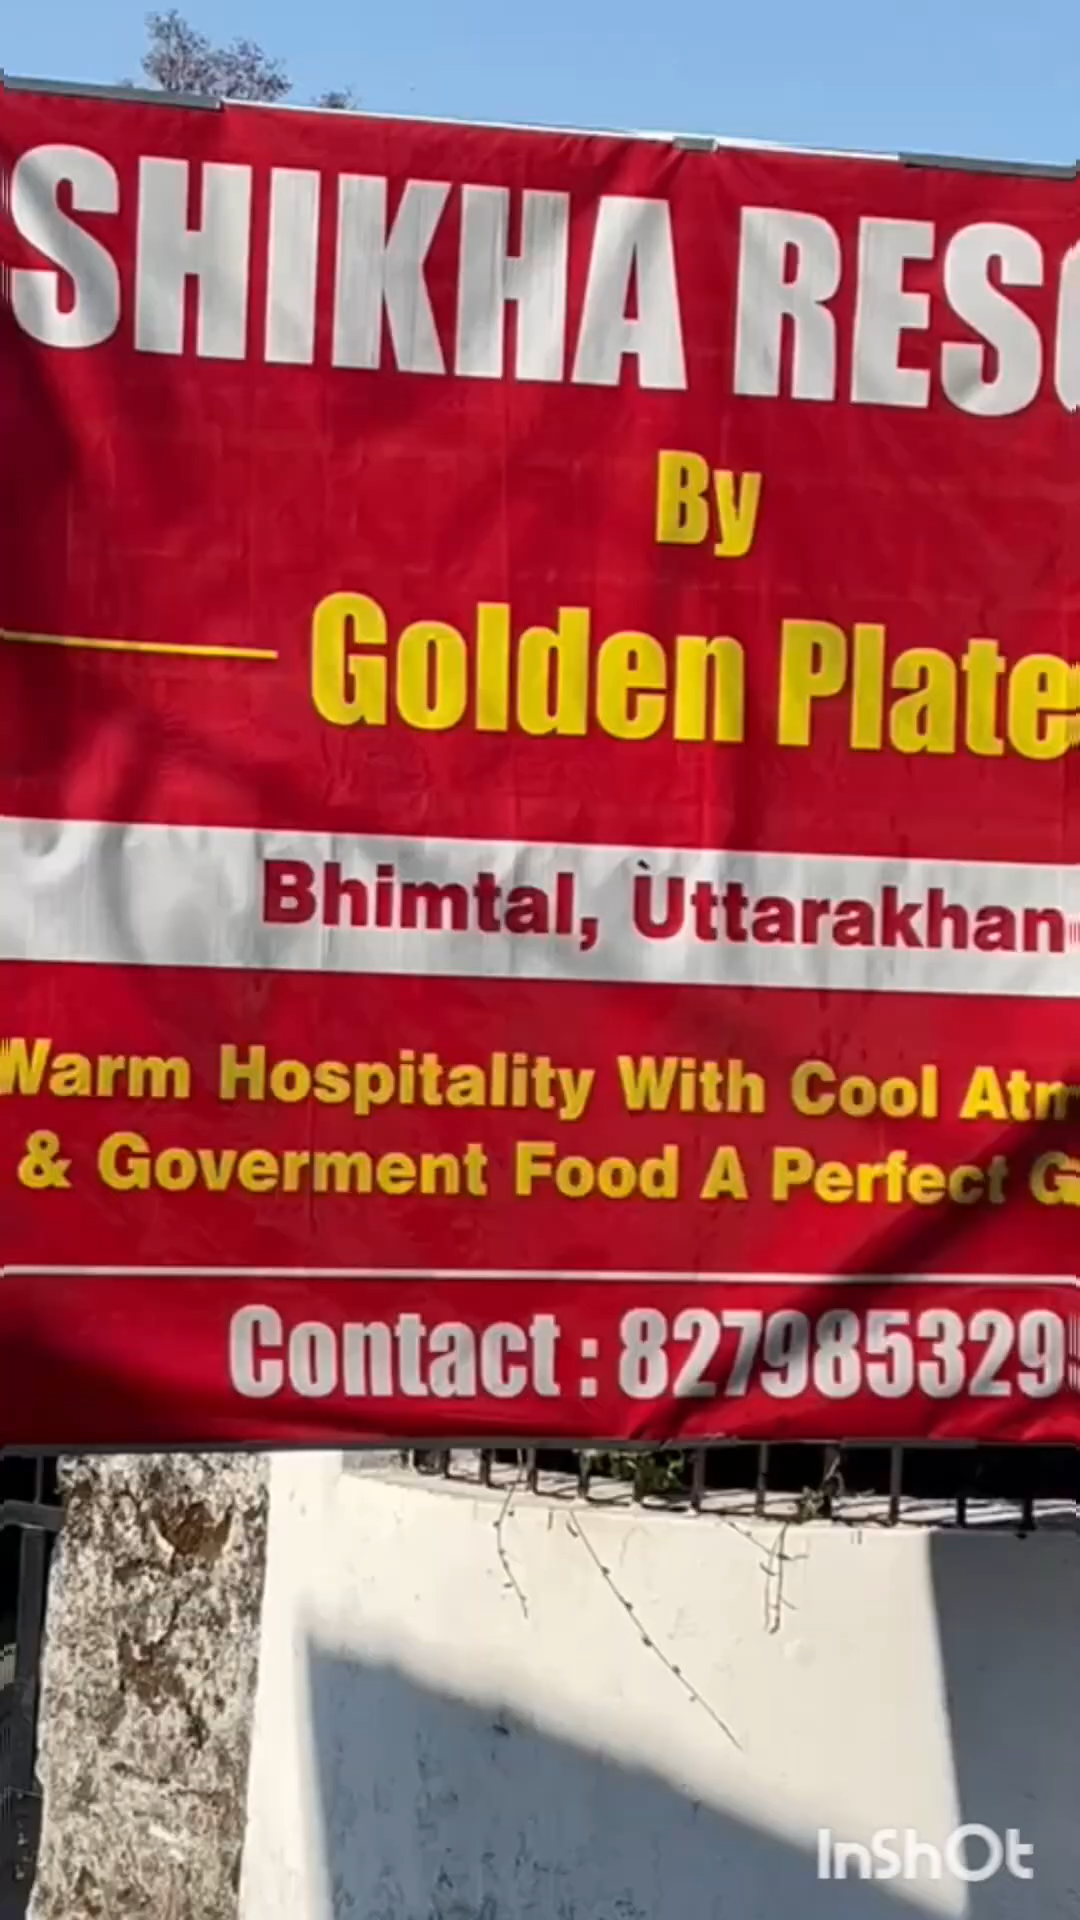 SHIKHA RESO
By
Golden Plate
Bhimtal, Uttarakhan
Warm Hospitality With Cool Atm
& Goverment Food A Perfect G
Contact : 827985329
InShOt